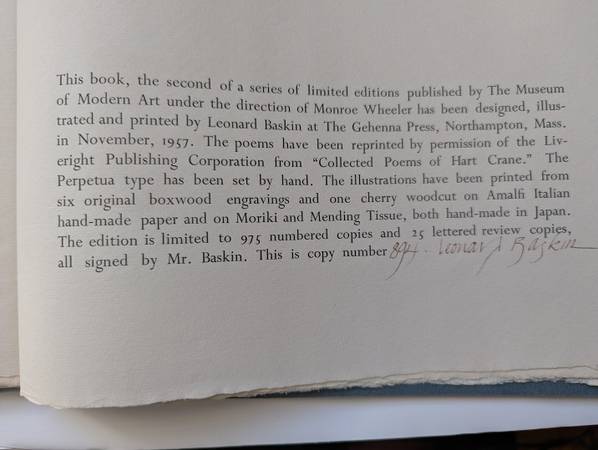 This book, the second of a series of limited editions published by The Museum
of Modern Art under the direction of Monroe Wheeler has been designed, illus-
trated and printed by Leonard Baskin at The Gehenna Press, Northampton, Mass.
in November, 1957. The poems have been reprinted by permission of the Liv-
eright Publishing Corporation from “Collected Poems of Hart Crane.” The
Perpetua type has been set by hand. The illustrations have been printed from
six original boxwood engravings and one cherry woodcut on Amalfi Italian
hand-made paper and on Moriki and Mending Tissue, both hand-made in Japan.
The edition is limited to 975 numbered copies and 25 lettered review copies,
all signed by Mr. Baskin. This is copy number 894. Leonard Baskin